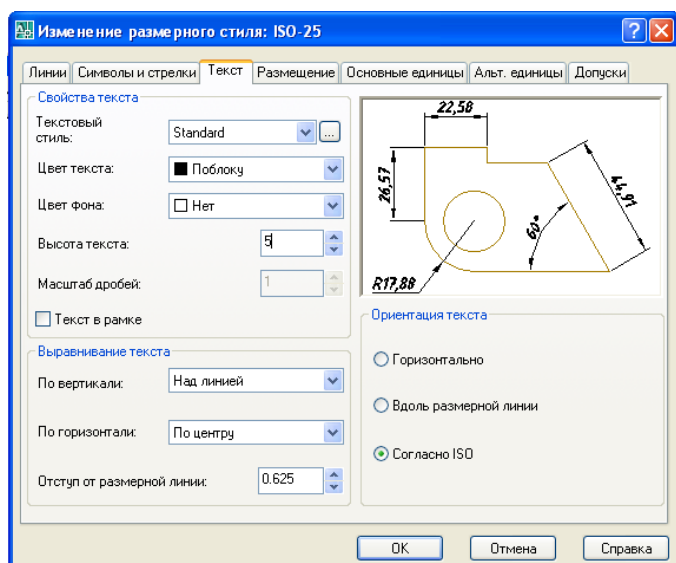 Изменение размерного стиля: ISO-25
Линии Символы и стрелки Текст Размещение Основные единицы Альт. единицы Допуски
Свойства текста
Текстовый
стиль:
Standard
...
Цвет текста:
Поблоку
Цвет фона:
Нет
Высота текста:
5
Масштаб дробей:
1
Текст в рамке
Выравнивание текста
По вертикали:
Над линией
По горизонтали:
По центру
Отступ от размерной линии:
0.625
22,58
26,57
44,91
60°
R17,88
Ориентация текста
Горизонтально
Вдоль размерной линии
Согласно ISO
OK
Отмена
Справка